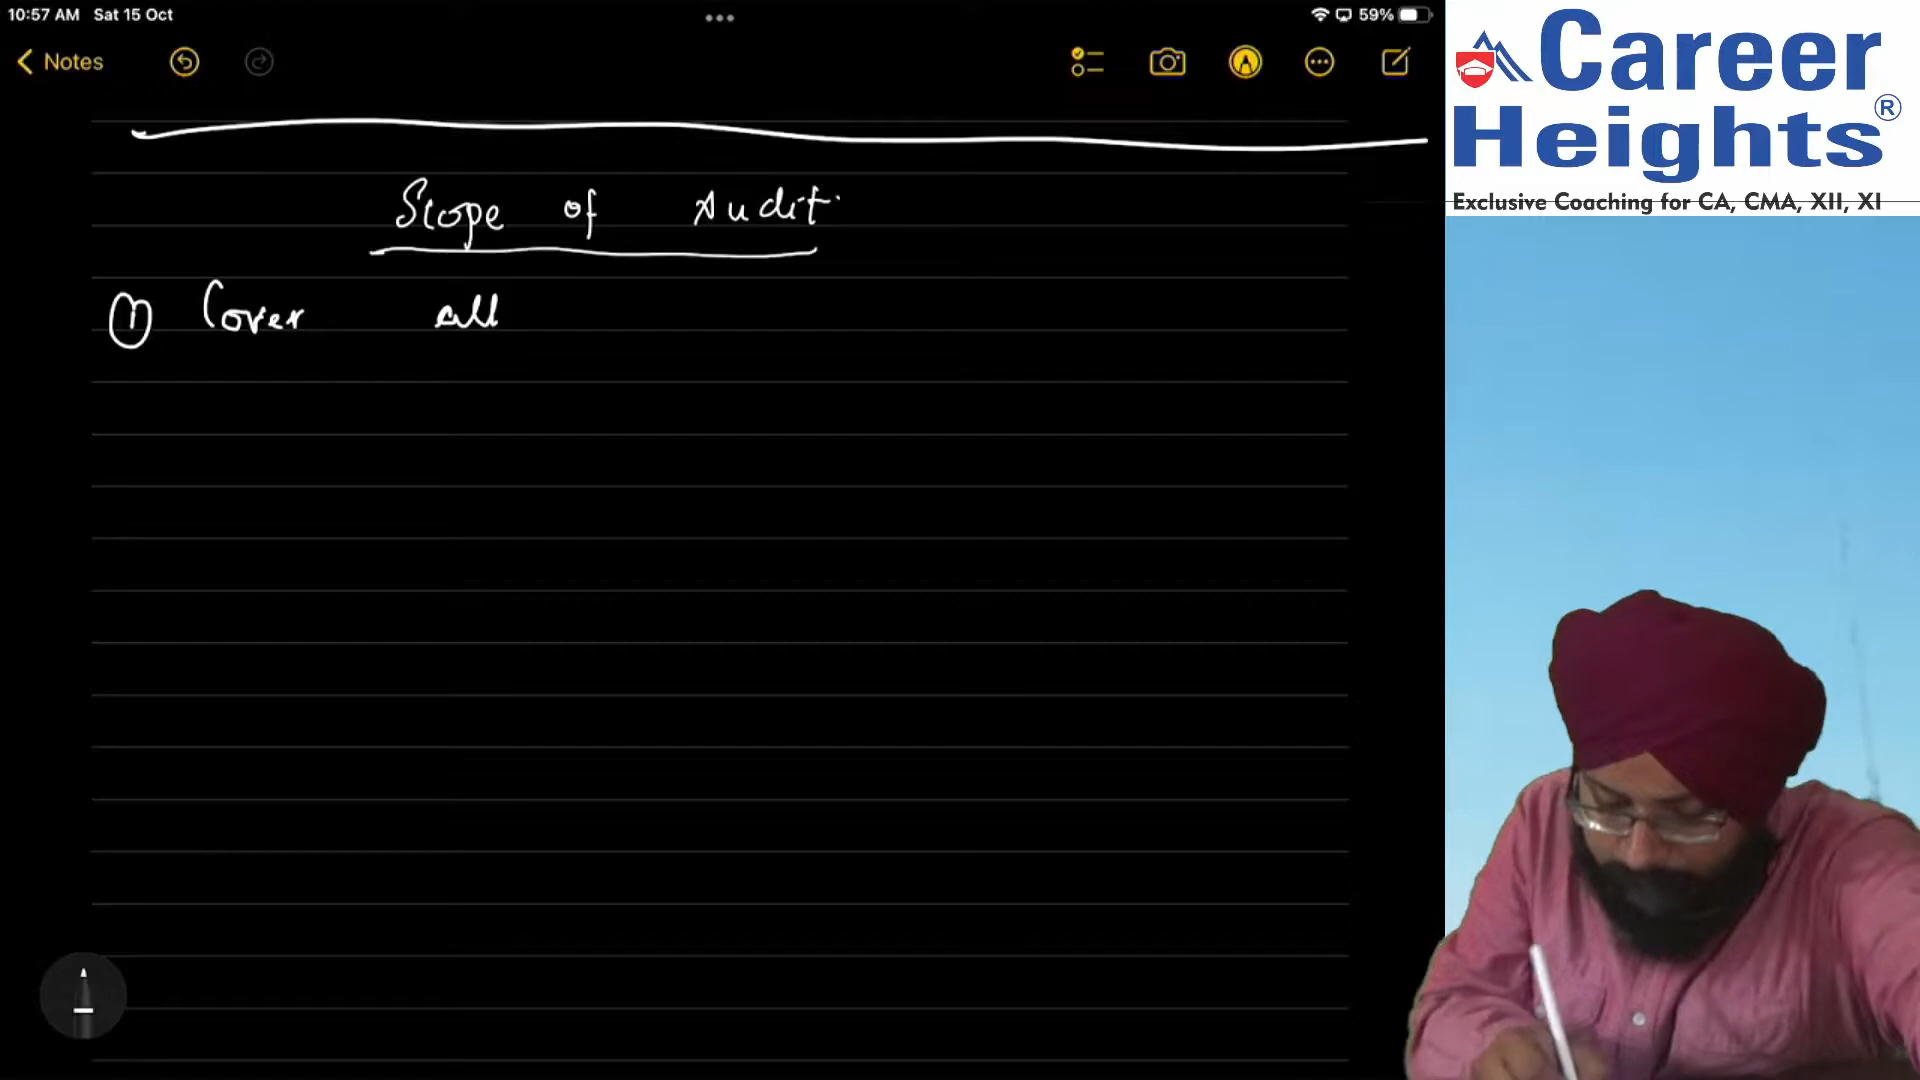 10:57 AM Sat 15 Oct
59%
Notes
Career
Heights®
Exclusive Coaching for CA, CMA, XII, XI
Scope of Audit
① Cover all